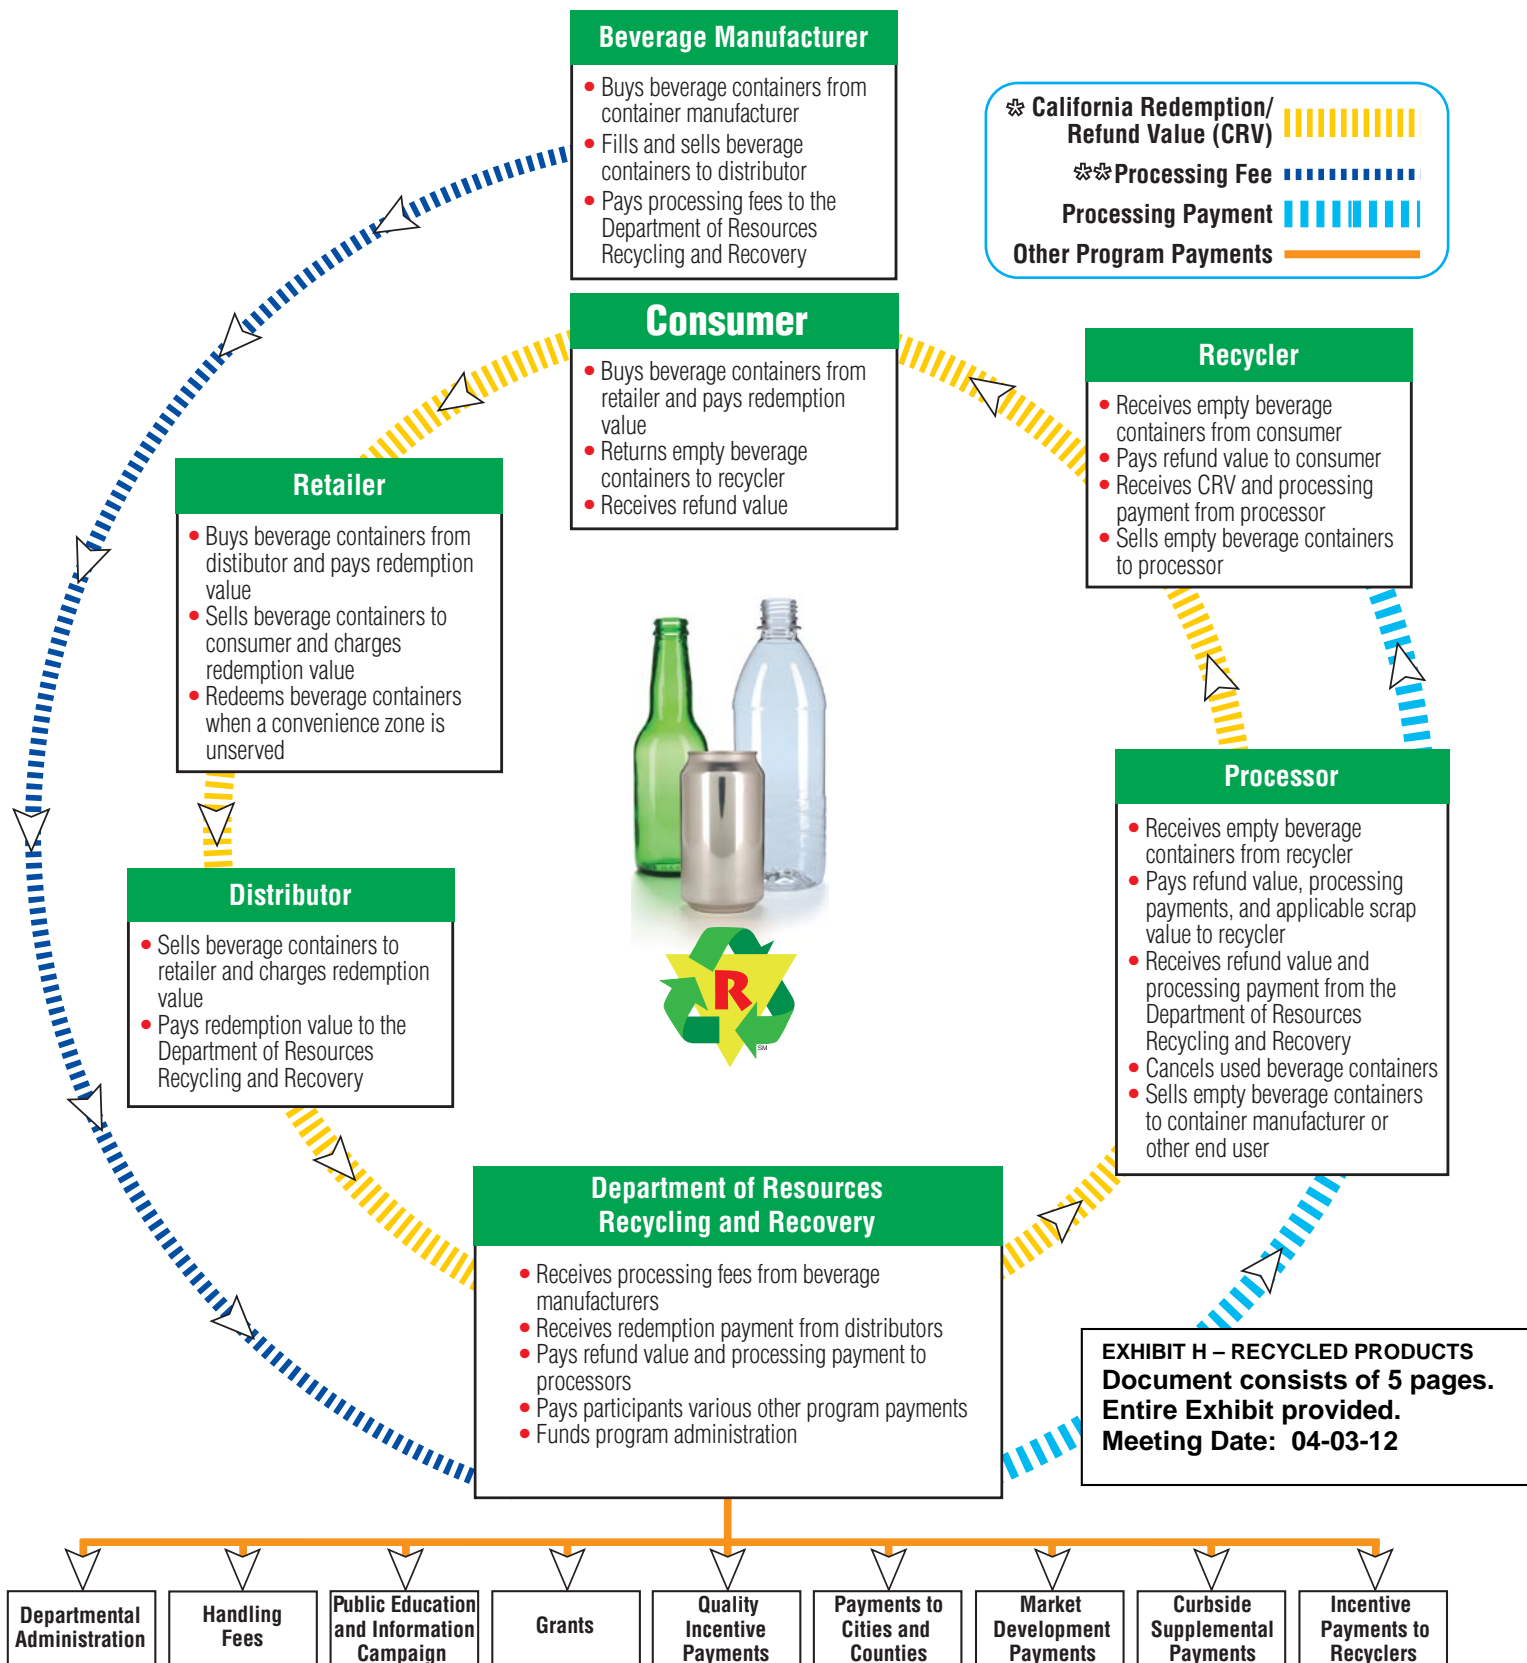 Beverage Manufacturer
• Buys beverage containers from
container manufacturer
• Fills and sells beverage
containers to distributor
• Pays processing fees to the
Department of Resources
Recycling and Recovery
* California Redemption/
Refund Value (CRV)
**Processing Fee
Processing Payment
Other Program Payments
Consumer
• Buys beverage containers from
retailer and pays redemption
value
• Returns empty beverage
containers to recycler
• Receives refund value
Recycler
• Receives empty beverage
containers from consumer
• Pays refund value to consumer
• Receives CRV and processing
payment from processor
• Sells empty beverage containers
to processor
Retailer
• Buys beverage containers from
distibutor and pays redemption
value
• Sells beverage containers to
consumer and charges
redemption value
• Redeems beverage containers
when a convenience zone is
unserved
Processor
• Receives empty beverage
containers from recycler
• Pays refund value, processing
payments, and applicable scrap
value to recycler
• Receives refund value and
processing payment from the
Department of Resources
Recycling and Recovery
• Cancels used beverage containers
• Sells empty beverage containers
to container manufacturer or
other end user
Distributor
• Sells beverage containers to
retailer and charges redemption
value
• Pays redemption value to the
Department of Resources
Recycling and Recovery
R
SM
Department of Resources
Recycling and Recovery
• Receives processing fees from beverage
manufacturers
• Receives redemption payment from distributors
• Pays refund value and processing payment to
processors
• Pays participants various other program payments
• Funds program administration
EXHIBIT H – RECYCLED PRODUCTS
Document consists of 5 pages.
Entire Exhibit provided.
Meeting Date: 04-03-12
Departmental
Administration
Handling
Fees
Public Education
and Information
Campaign
Grants
Quality
Incentive
Payments
Payments to
Cities and
Counties
Market
Development
Payments
Curbside
Supplemental
Payments
Incentive
Payments to
Recyclers